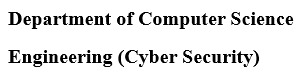 Department of Computer Science
Engineering (Cyber Security)